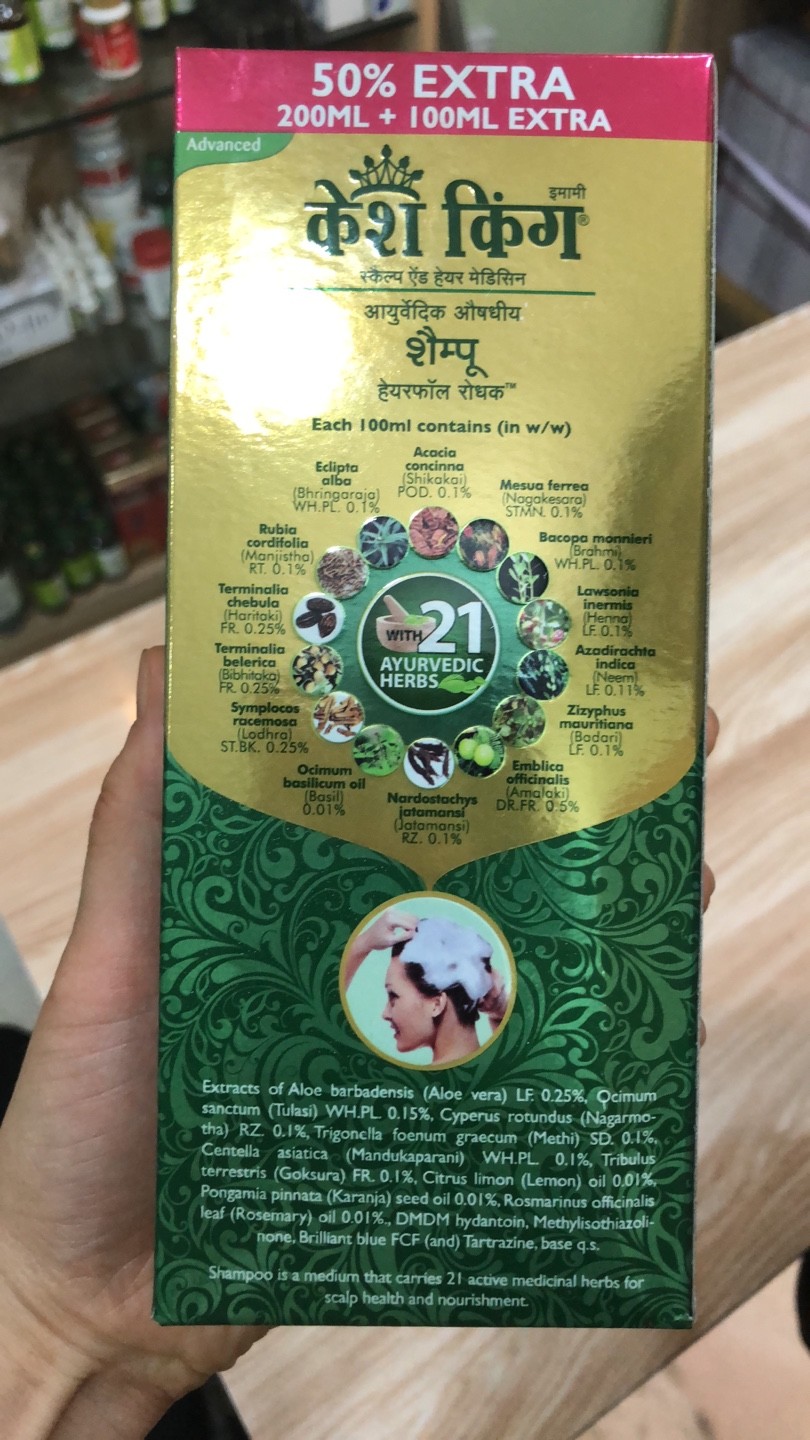 50% EXTRA
200ML + 100ML EXTRA
Advanced
इमामी
केश किंग®
स्कैल्प ऐंड हेयर मेडिसिन
आयुर्वेदिक औषधीय
शैम्पू
हेयरफॉल रोधक™
Each 100ml contains (in w/w)
Acacia
concinna
(Shikakai)
POD. 0.1%
Eclipta
alba
(Bhringaraja)
WH.PL. 0.1%
Mesua ferrea
(Nagakesara)
STMN. 0.1%
Rubia
cordifolia
(Manjistha)
RT. 0.1%
Bacopa monnieri
(Brahmi)
WH.PL. 0.1%
Terminalia
chebula
(Haritaki)
FR. 0.25%
Lawsonia
inermis
(Henna)
LF. 0.1%
WITH 21
AYURVEDIC
HERBS
Terminalia
belerica
(Bibhitaka)
FR. 0.25%
Azadirachta
indica
(Neem)
LF. 0.11%
Symplocos
racemosa
(Lodhra)
ST.BK. 0.25%
Zizyphus
mauritiana
(Badari)
LF. 0.1%
Ocimum
basilicum oil
(Basil)
0.01%
Nardostachys
jatamansi
(Jatamansi)
RZ. 0.1%
Emblica
officinalis
(Amalaki)
DR.FR. 0.5%
Extracts of Aloe barbadensis (Aloe vera) LF. 0.25%, Ocimum
sanctum (Tulasi) WH.PL. 0.15%, Cyperus rotundus (Nagarmo-
tha) RZ. 0.1%, Trigonella foenum graecum (Methi) SD. 0.1%,
Centella asiatica (Mandukaparani) WH.PL. 0.1%, Tribulus
terrestris (Goksura) FR. 0.1%, Citrus limon (Lemon) oil 0.01%,
Pongamia pinnata (Karanja) seed oil 0.01%, Rosmarinus officinalis
leaf (Rosemary) oil 0.01%., DMDM hydantoin, Methylisothiazoli-
none, Brilliant blue FCF (and) Tartrazine, base q.s.
Shampoo is a medium that carries 21 active medicinal herbs for
scalp health and nourishment.